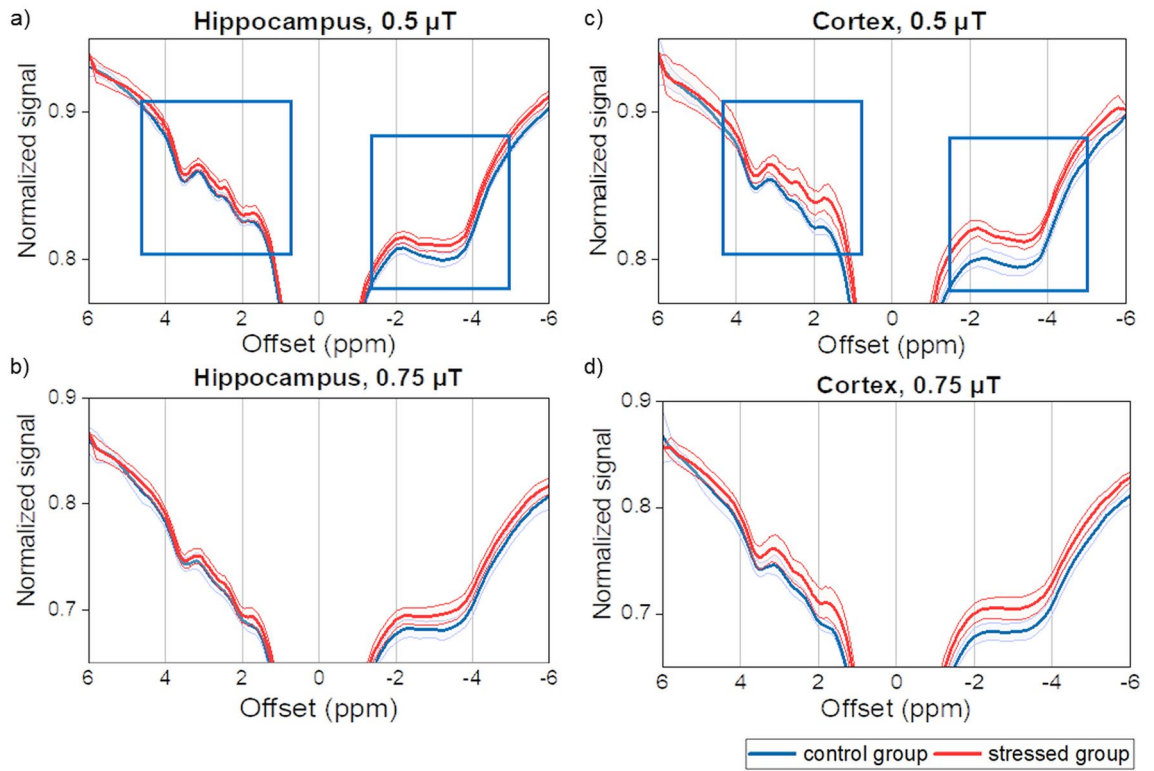 a)
Hippocampus, 0.5 µT
Normalized signal
0.9
0.8
6 4 2 0 -2 -4 -6
Offset (ppm)
c)
Cortex, 0.5 µT
Normalized signal
0.9
0.8
6 4 2 0 -2 -4 -6
Offset (ppm)
b)
Hippocampus, 0.75 µT
Normalized signal
0.9
0.8
0.7
6 4 2 0 -2 -4 -6
Offset (ppm)
d)
Cortex, 0.75 µT
Normalized signal
0.9
0.8
0.7
6 4 2 0 -2 -4 -6
Offset (ppm)
control group stressed group